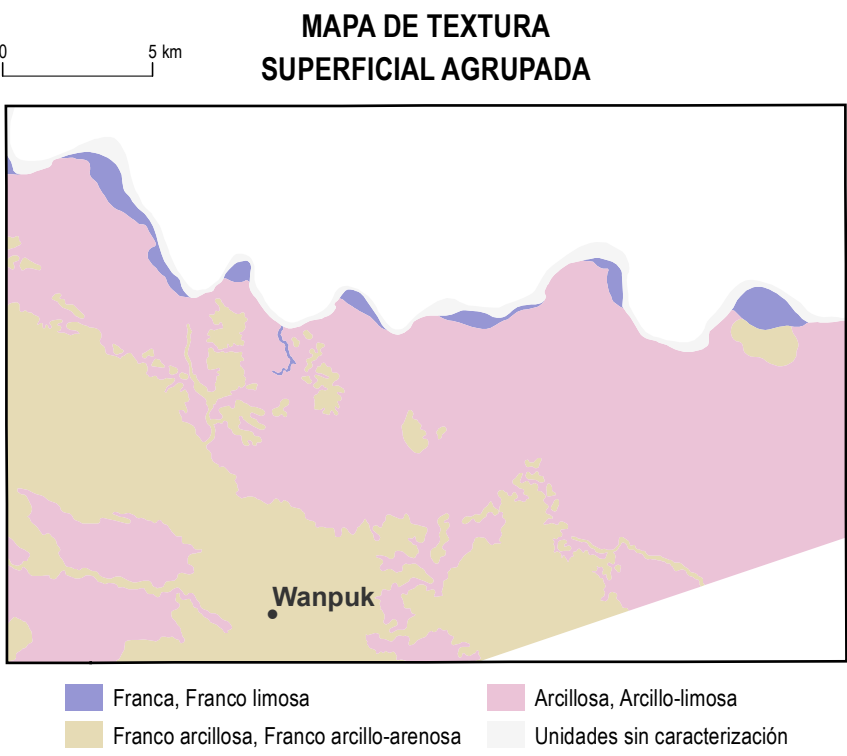 MAPA DE TEXTURA
SUPERFICIAL AGRUPADA
0 5 km
Wanpuk
Franca, Franco limosa
Arcillosa, Arcillo-limosa
Franco arcillosa, Franco arcillo-arenosa
Unidades sin caracterización